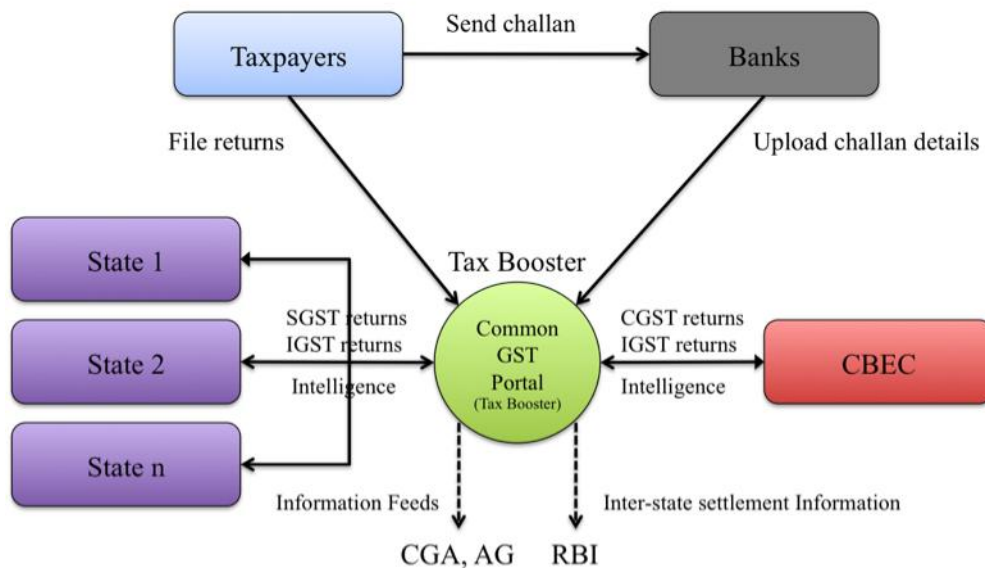 Send challan
Taxpayers
Banks
File returns
Upload challan details
State 1
Tax Booster
SGST returns
IGST returns
Intelligence
State 2
Common
GST
Portal
(Tax Booster)
CGST returns
IGST returns
Intelligence
CBEC
State n
Information Feeds
Inter-state settlement Information
CGA, AG
RBI